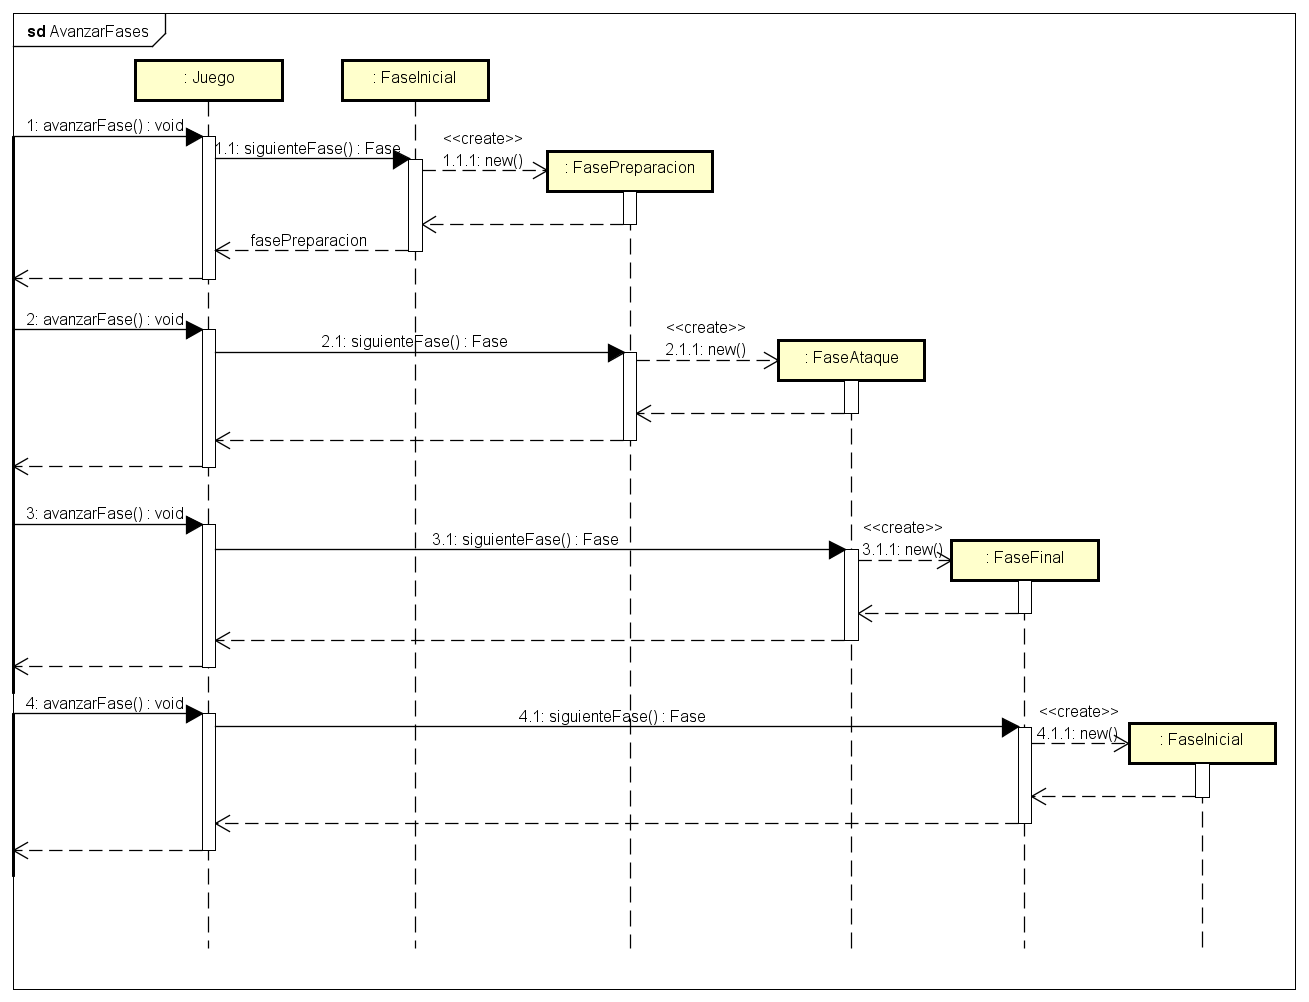 sd AvanzarFases
: Juego
: FaseInicial
1: avanzarFase() : void
1.1: siguienteFase() : Fase
<<create>>
1.1.1: new()
: FasePreparacion
fasePreparacion
2: avanzarFase() : void
2.1: siguienteFase() : Fase
<<create>>
2.1.1: new()
: FaseAtaque
3: avanzarFase() : void
3.1: siguienteFase() : Fase
<<create>>
3.1.1: new()
: FaseFinal
4: avanzarFase() : void
4.1: siguienteFase() : Fase
<<create>>
4.1.1: new()
: FaseInicial